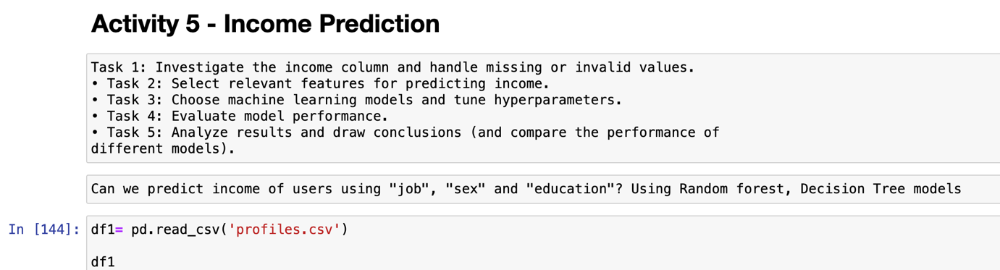 Activity 5 - Income Prediction
Task 1: Investigate the income column and handle missing or invalid values.
• Task 2: Select relevant features for predicting income.
• Task 3: Choose machine learning models and tune hyperparameters.
• Task 4: Evaluate model performance.
• Task 5: Analyze results and draw conclusions (and compare the performance of
different models).
Can we predict income of users using "job", "sex" and "education"? Using Random forest, Decision Tree models
In [144]: df1= pd.read_csv('profiles.csv')
df1